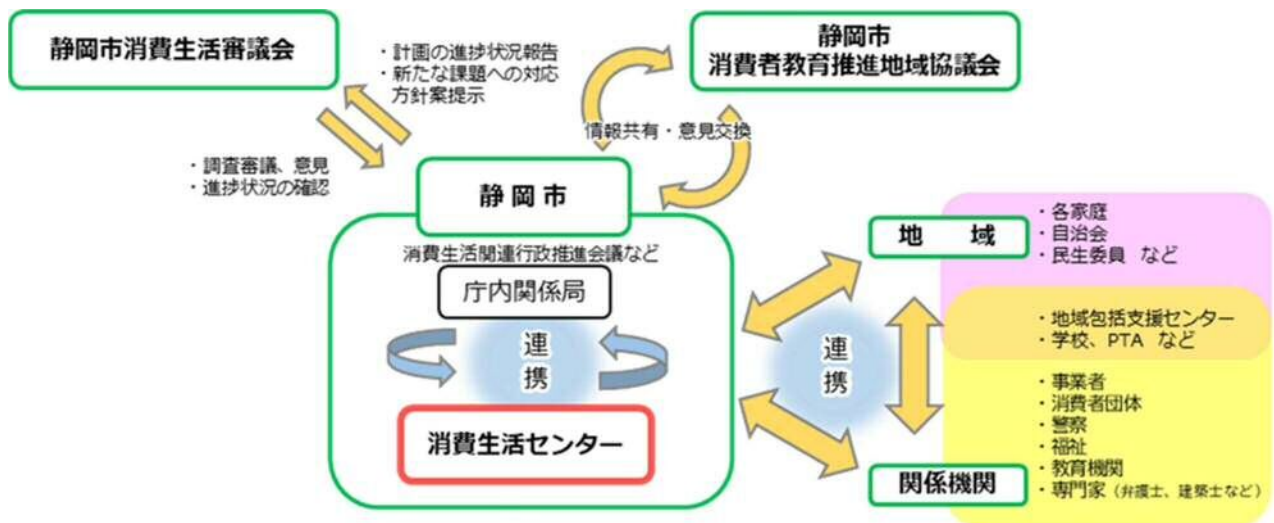 静岡市消費生活審議会
・計画の進捗状況報告
・新たな課題への対応
方針案提示
静岡市
消費者教育推進地域協議会
情報共有・意見交換
・調査審議、意見
・進捗状況の確認
静岡市
消費生活関連行政推進会議など
庁内関係局
連
携
消費生活センター
地　域
・各家庭
・自治会
・民生委員　など
・地域包括支援センター
・学校、PTA　など
連
携
・事業者
・消費者団体
・警察
・福祉
・教育機関
・専門家（弁護士、建築士など）
関係機関